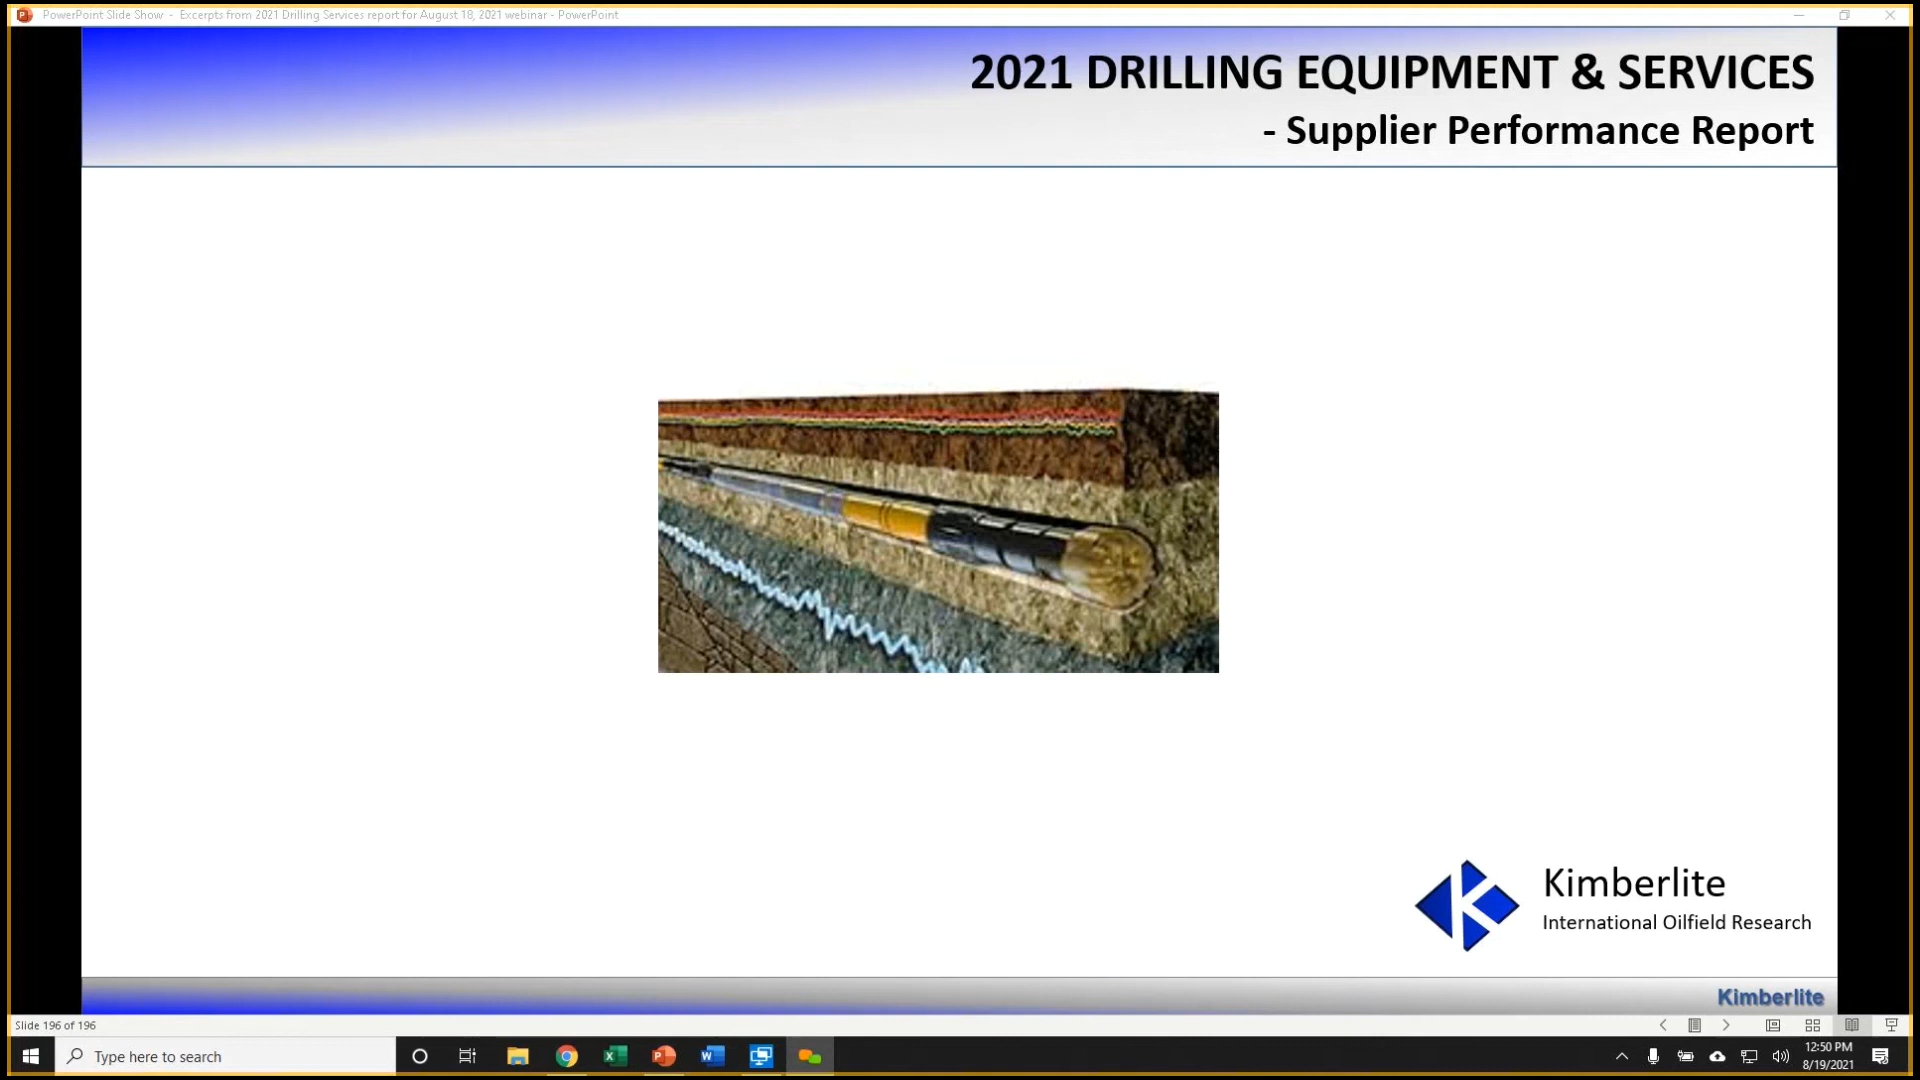 PowerPoint Slide Show - Excerpts from 2021 Drilling Services report for August 18, 2021 webinar - PowerPoint
2021 DRILLING EQUIPMENT & SERVICES
- Supplier Performance Report
Kimberlite
International Oilfield Research
Kimberlite
Slide 196 of 196
Type here to search
12:50 PM
8/19/2021